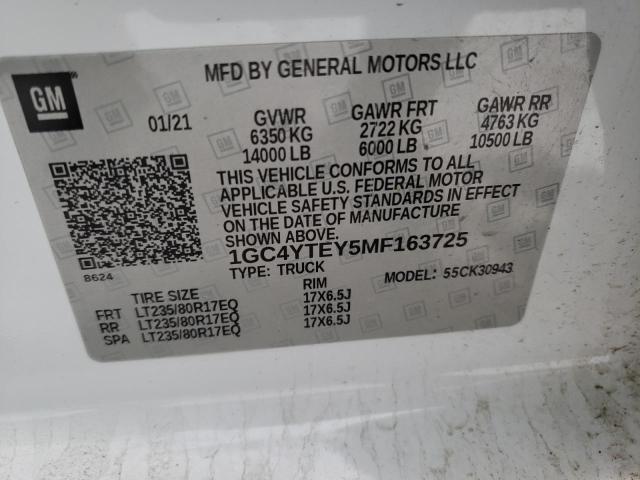 GM
MFD BY GENERAL MOTORS LLC
01/21
GVWR GAWR FRT GAWR RR
6350 KG 2722 KG 4763 KG
14000 LB 6000 LB 10500 LB
THIS VEHICLE CONFORMS TO ALL
APPLICABLE U.S. FEDERAL MOTOR
VEHICLE SAFETY STANDARDS IN EFFECT
ON THE DATE OF MANUFACTURE
SHOWN ABOVE.
1GC4YTEY5MF163725
TYPE: TRUCK MODEL: 55CK30943
8624
TIRE SIZE RIM
FRT LT235/80R17EQ 17X6.5J
RR LT235/80R17EQ 17X6.5J
SPA LT235/80R17EQ 17X6.5J